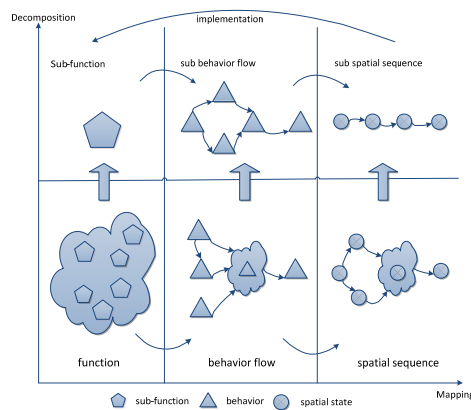 Decomposition
implementation
Sub-function
sub behavior flow
sub spatial sequence
function
behavior flow
spatial sequence
Mapping
sub-function
behavior
spatial state